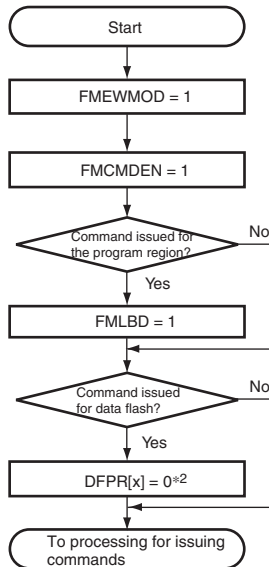 Start
FMEWMOD = 1
FMCMDEN = 1
Command issued for
the program region?
No
Yes
FMLBD = 1
Command issued
for data flash?
No
Yes
DFPR[x] = 0*2
To processing for issuing
commands